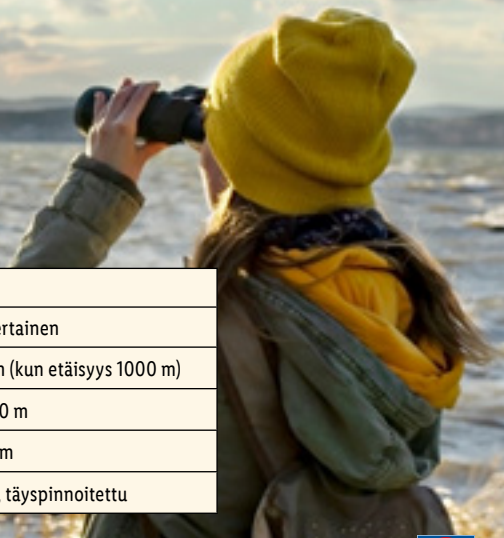 ertainen
(kun etäisyys 1000 m)
0 m
m
täyspinnoitettu